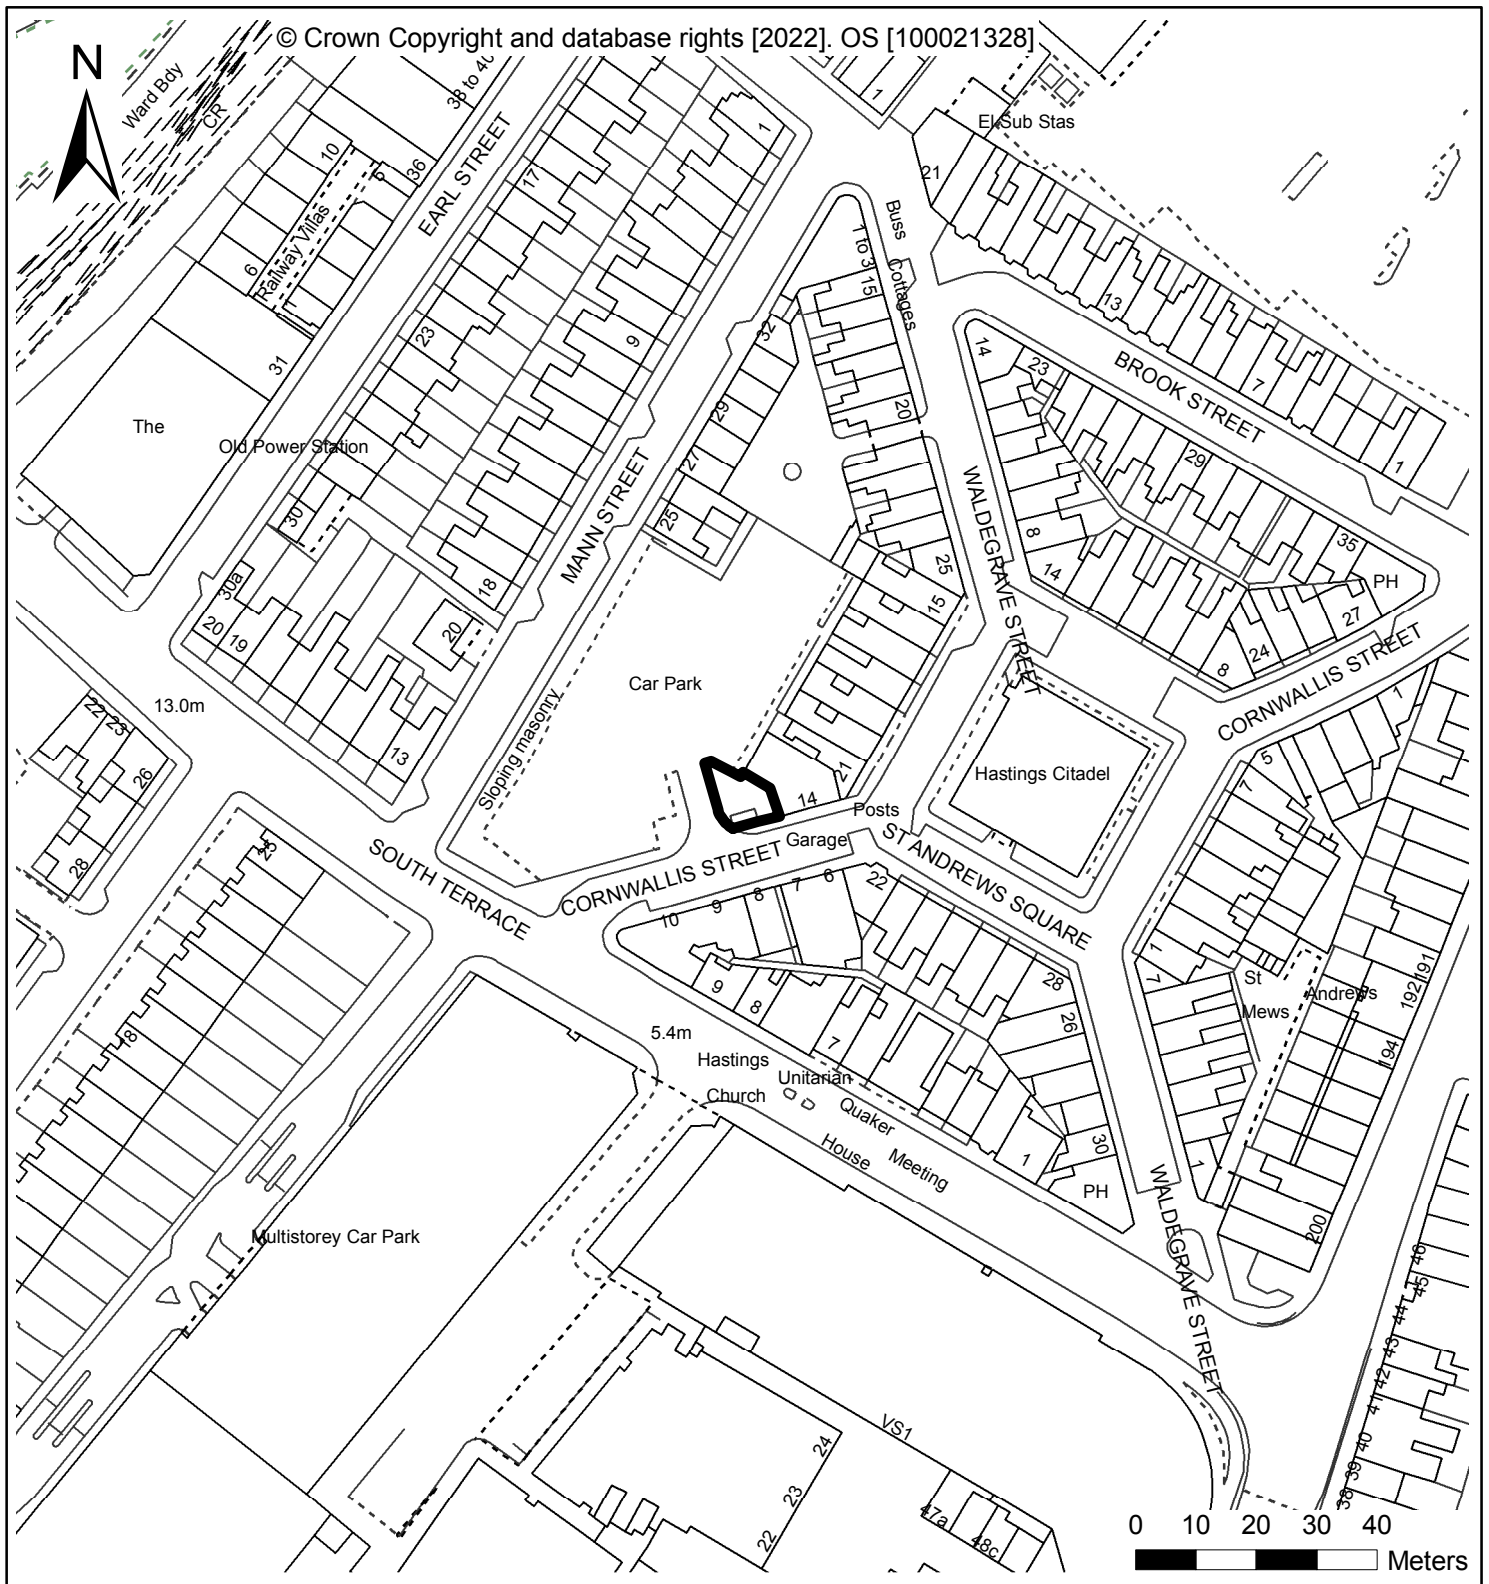 © Crown Copyright and database rights [2022]. OS [100021328]
N
Ward Bdy
CR
38 to 40
1
1
El Sub Stas
10
5
36
EARL STREET
17
21
Buss
Cottages
1 to 3
15
6
Railway Villas
1
31
23
9
32
13
BROOK STREET
7
1
14
23
The
Old Power Station
29
20
27
25
29
35
PH
30
MANN STREET
WALDEGRAVE STREET
8
14
25
15
18
30a
20
19
20
27
24
8
CORNWALLIS STREET
13.0m
Car Park
22
23
26
13
Sloping masonry
Hastings Citadel
1
5
7
21
14
Posts
Garage
28
25
SOUTH TERRACE
CORNWALLIS STREET
ST ANDREWS SQUARE
10
9
8
7
6
22
28
26
1
7
St
Andrews
Mews
191
192
194
18
9
8
7
5.4m
Hastings
Unitarian
Church
Quaker
Meeting
House
1
30
PH
1
200
WALDEGRAVE STREET
Multistorey Car Park
46
45
44
43
42
41
40
39
38
VS1
24
23
22
47a
48c
0 10 20 30 40
Meters